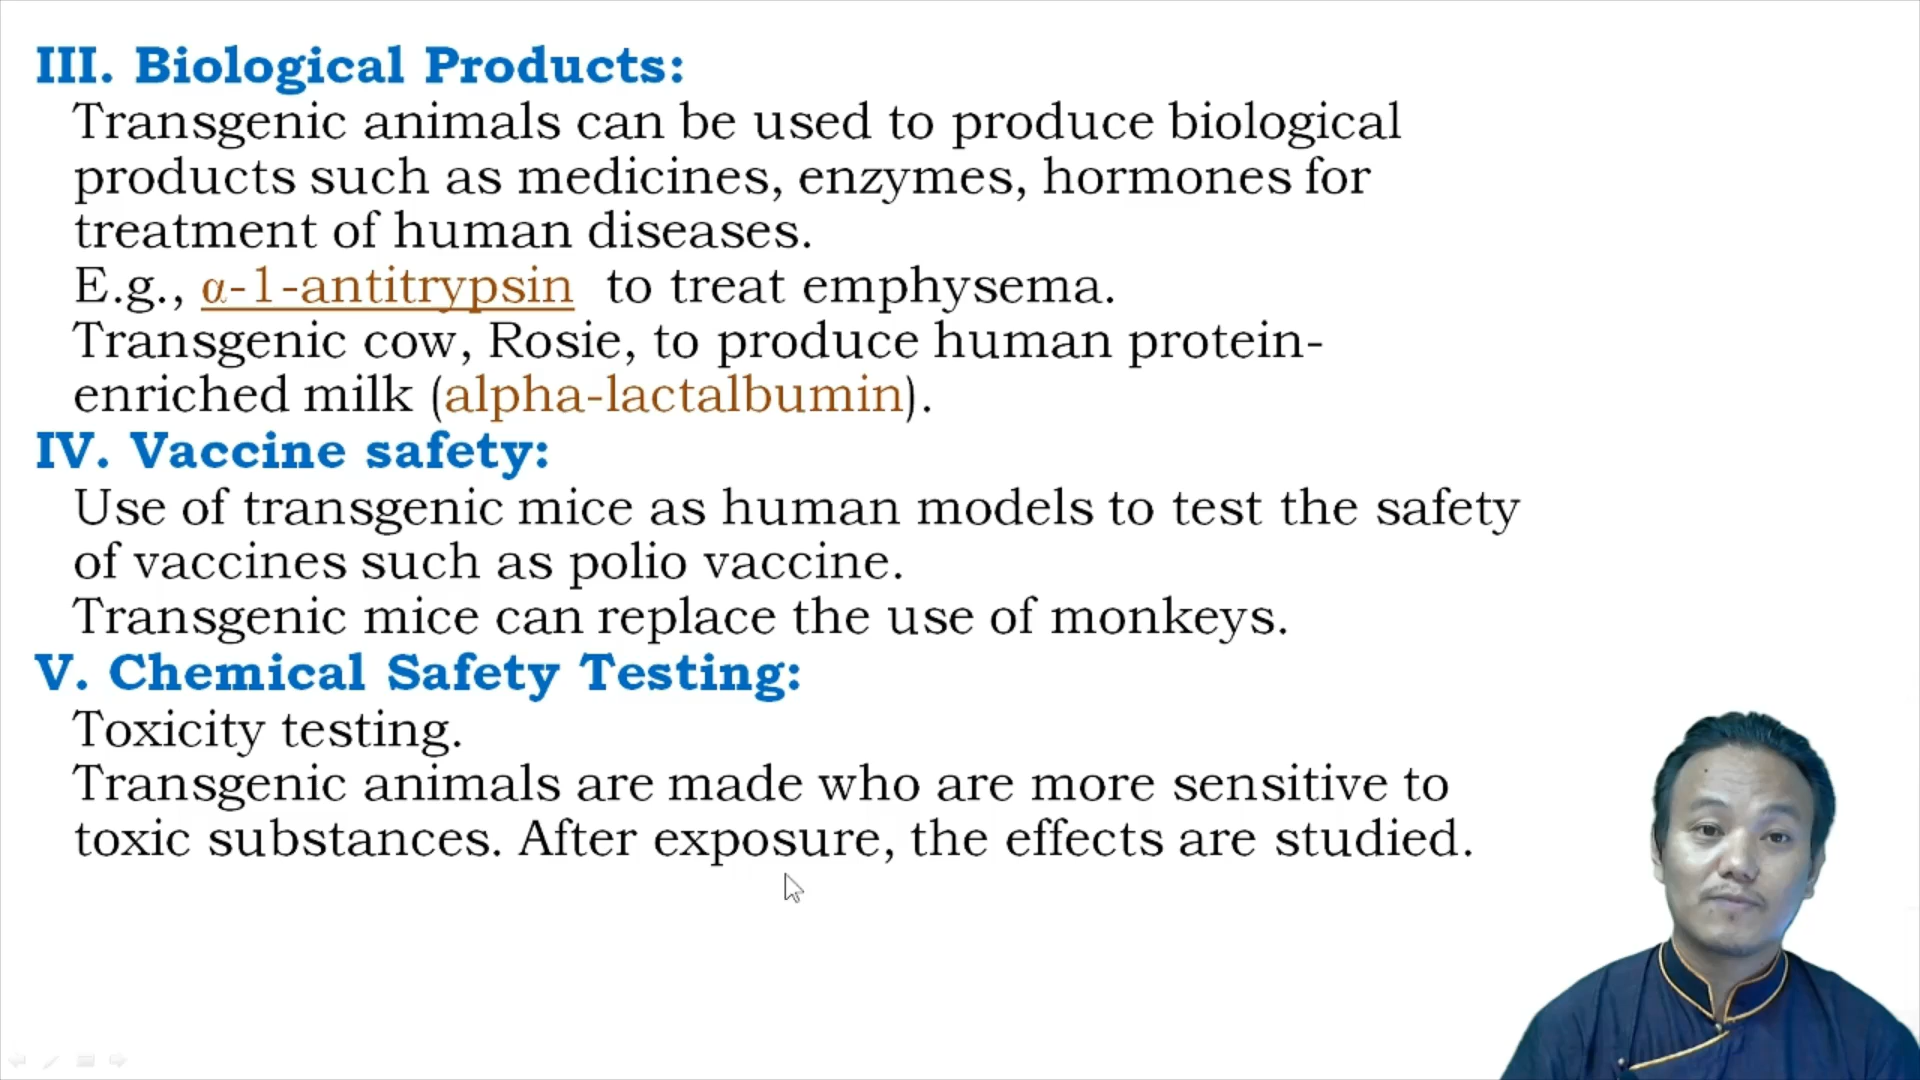 III. Biological Products:
Transgenic animals can be used to produce biological
products such as medicines, enzymes, hormones for
treatment of human diseases.
E.g., α-1-antitrypsin to treat emphysema.
Transgenic cow, Rosie, to produce human protein-
enriched milk (alpha-lactalbumin).
IV. Vaccine safety:
Use of transgenic mice as human models to test the safety
of vaccines such as polio vaccine.
Transgenic mice can replace the use of monkeys.
V. Chemical Safety Testing:
Toxicity testing.
Transgenic animals are made who are more sensitive to
toxic substances. After exposure, the effects are studied.